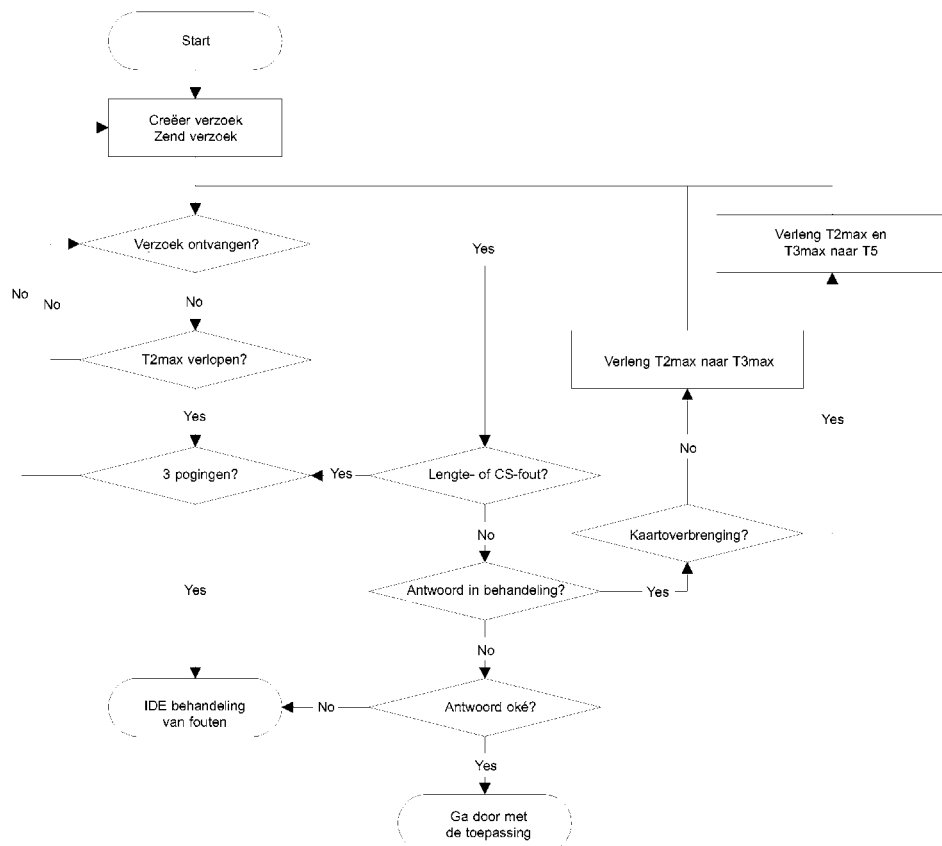 Start
Creëer verzoek
Zend verzoek
Verzoek ontvangen?
Yes
Verleng T2max en
T3max naar T5
No
No
No
T2max verlopen?
Verleng T2max naar T3max
Yes
Yes
No
3 pogingen?
Yes
Lengte- of CS-fout?
No
Kaartoverbrenging?
Yes
Antwoord in behandeling?
Yes
No
IDE behandeling
van fouten
No
Antwoord oké?
Yes
Ga door met
de toepassing